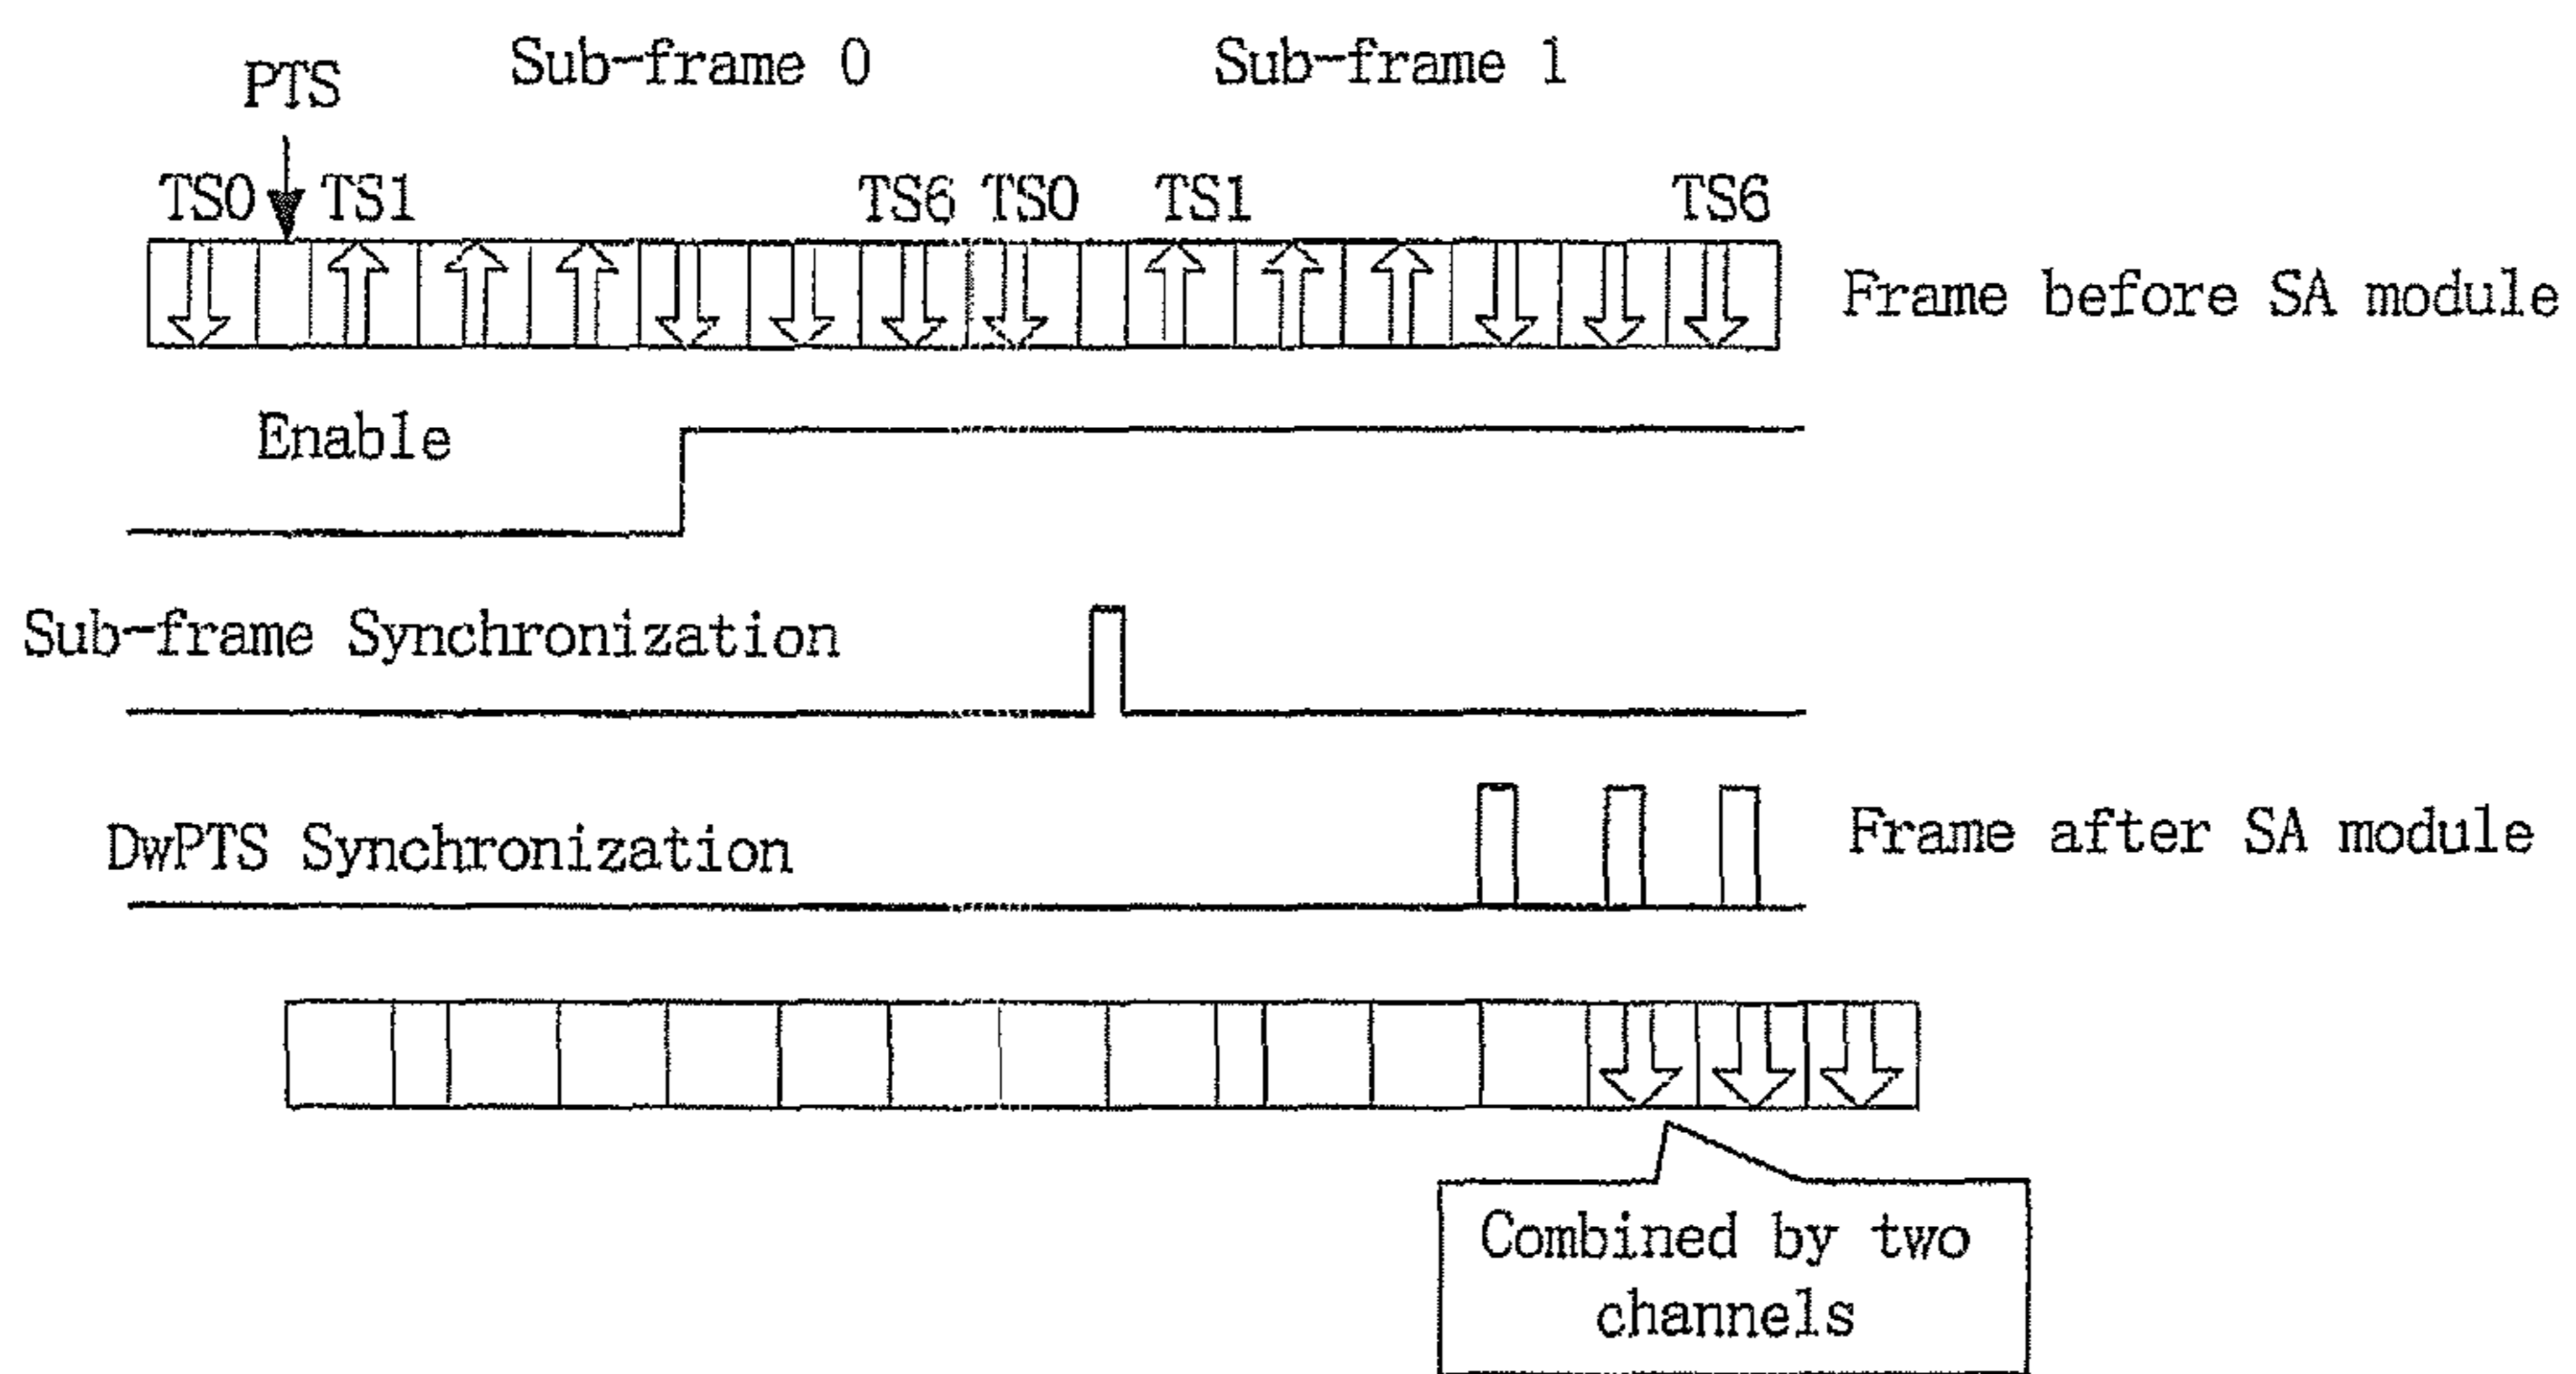 Sub-frame 0
Sub-frame 1
PTS
TS0
TS1
TS6
TS0
TS1
TS6
Frame before SA module
Enable
Sub-frame Synchronization
DwPTS Synchronization
Frame after SA module
Combined by two
channels